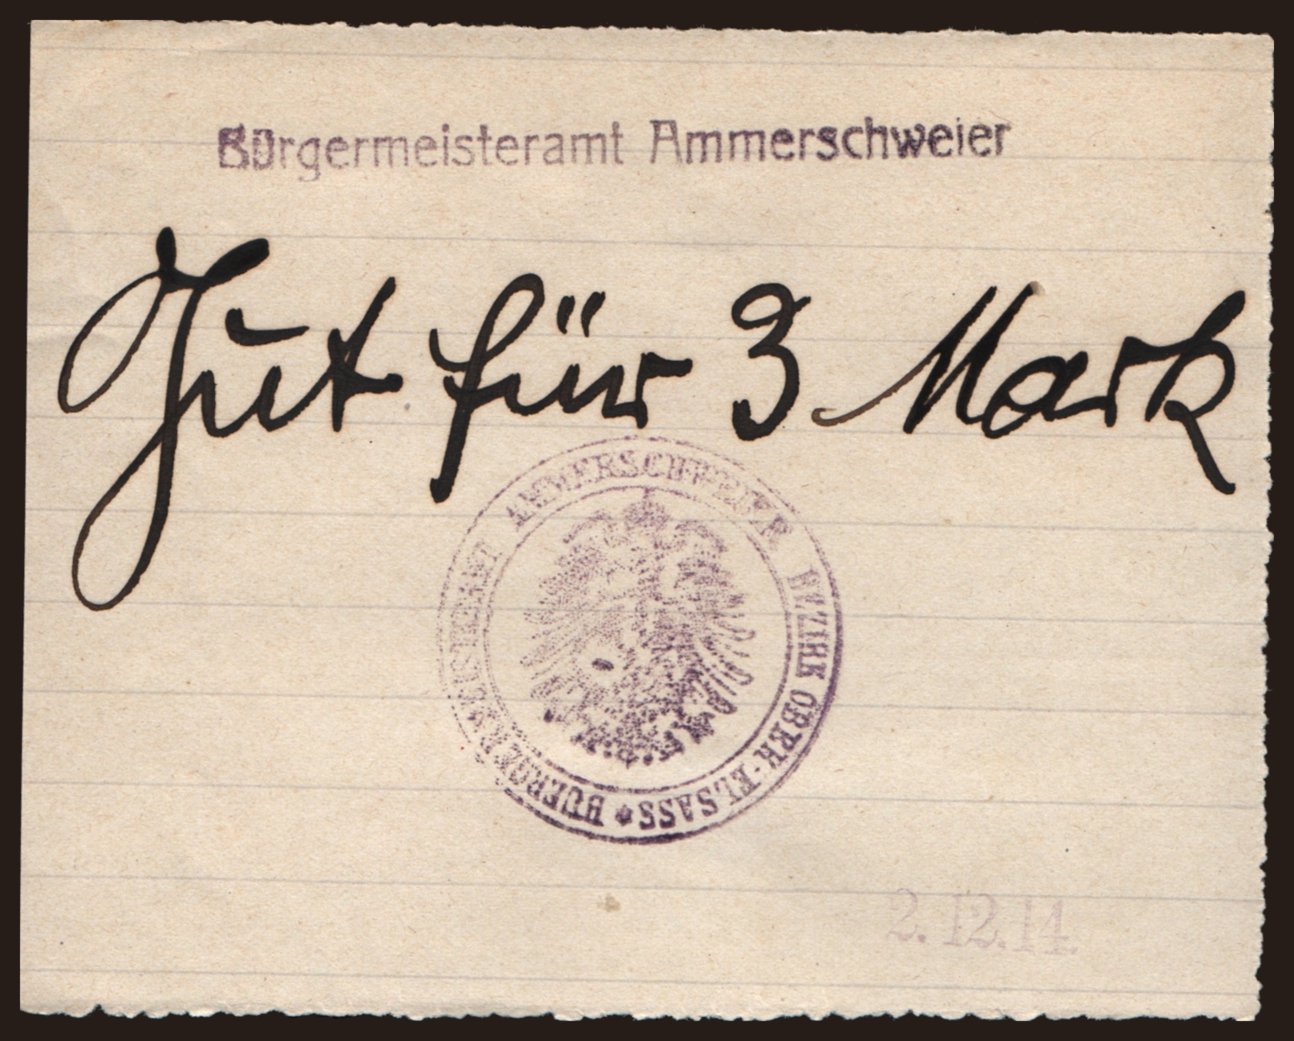 Bürgermeisteramt Ammerschweier
Gut für 3 Mark
BUERGERMEISTERAMT AMMERSCHWEIER BEZIRK OBER-ELSASS *
2.12.14.